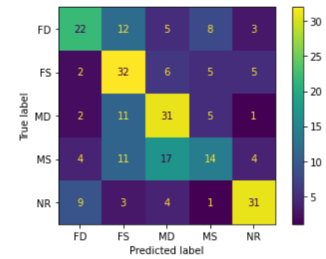 FD 22 12 5 8 3
FS 2 32 6 5 5
MD 2 11 31 5 1
MS 4 11 17 14 4
NR 9 3 4 1 31
FD FS MD MS NR
Predicted label
True label
30
25
20
15
10
5